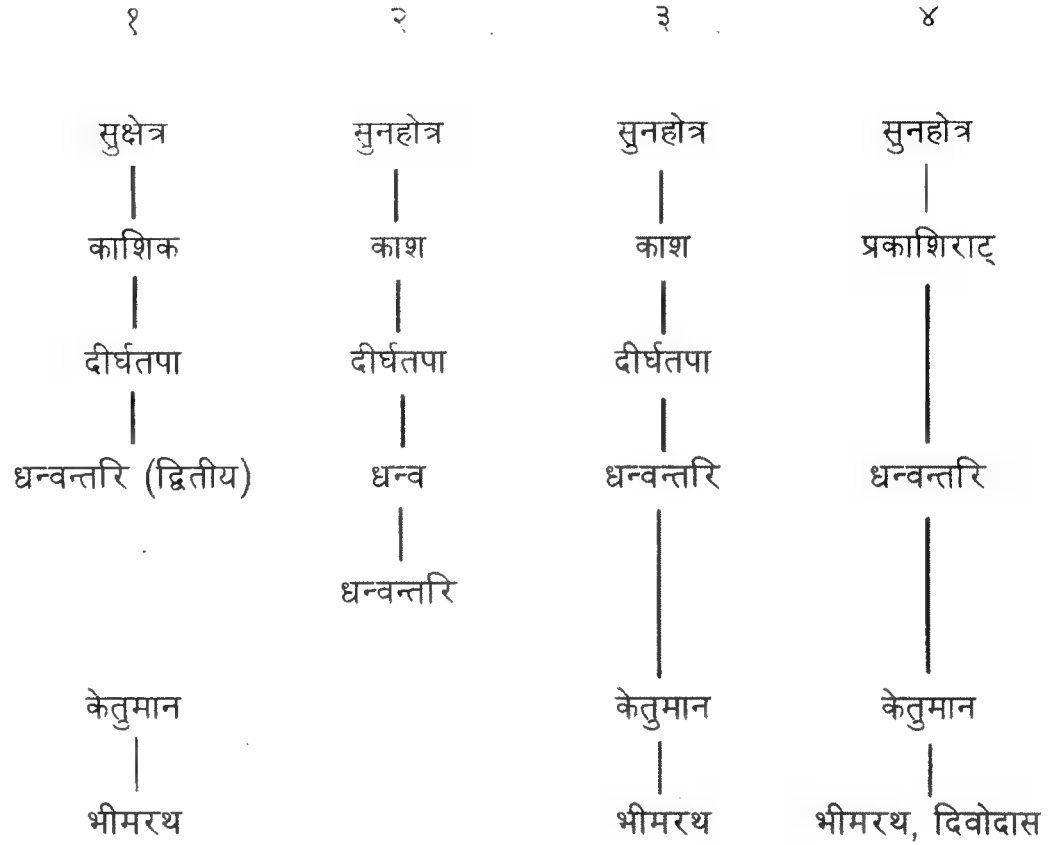 १ २ ३ ४
सुक्षेत्र सुनहोत्र सुनहोत्र सुनहोत्र
काशिक काश काश प्रकाशिराट्
दीर्घतपा दीर्घतपा दीर्घतपा
धन्वन्तरि (द्वितीय) धन्व धन्वन्तरि धन्वन्तरि
धन्वन्तरि
केतुमान केतुमान केतुमान
भीमरथ भीमरथ भीमरथ, दिवोदास